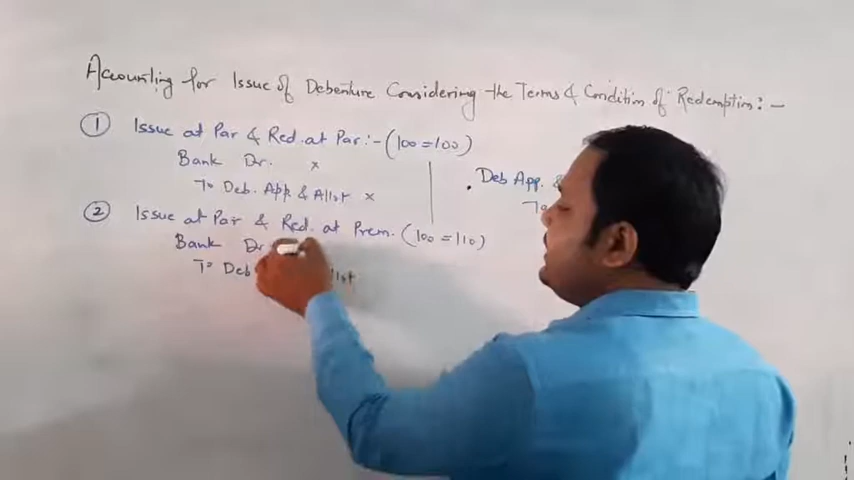 Accounting for Issue of Debenture Considering the Terms & Condition of Redemption:-
① Issue at Par & Red. at Par:- (100=100)
Bank Dr. x
To Deb. App & Allot x
Deb App.
To
② Issue at Par & Red. at Prem. (100=110)
Bank Dr.
To Deb